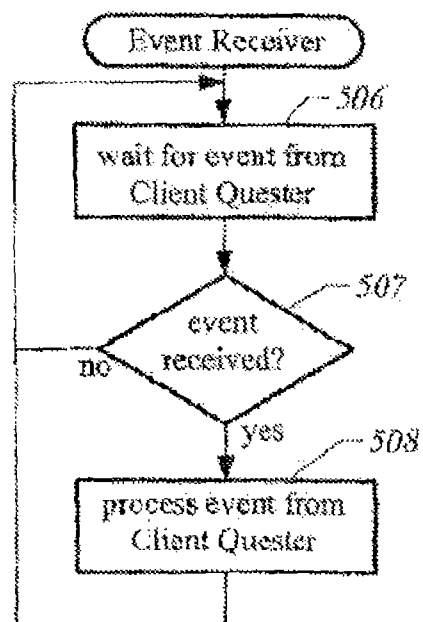 Event Receiver
506
wait for event from
Client Quester
507
event
received?
no
yes
508
process event from
Client Quester